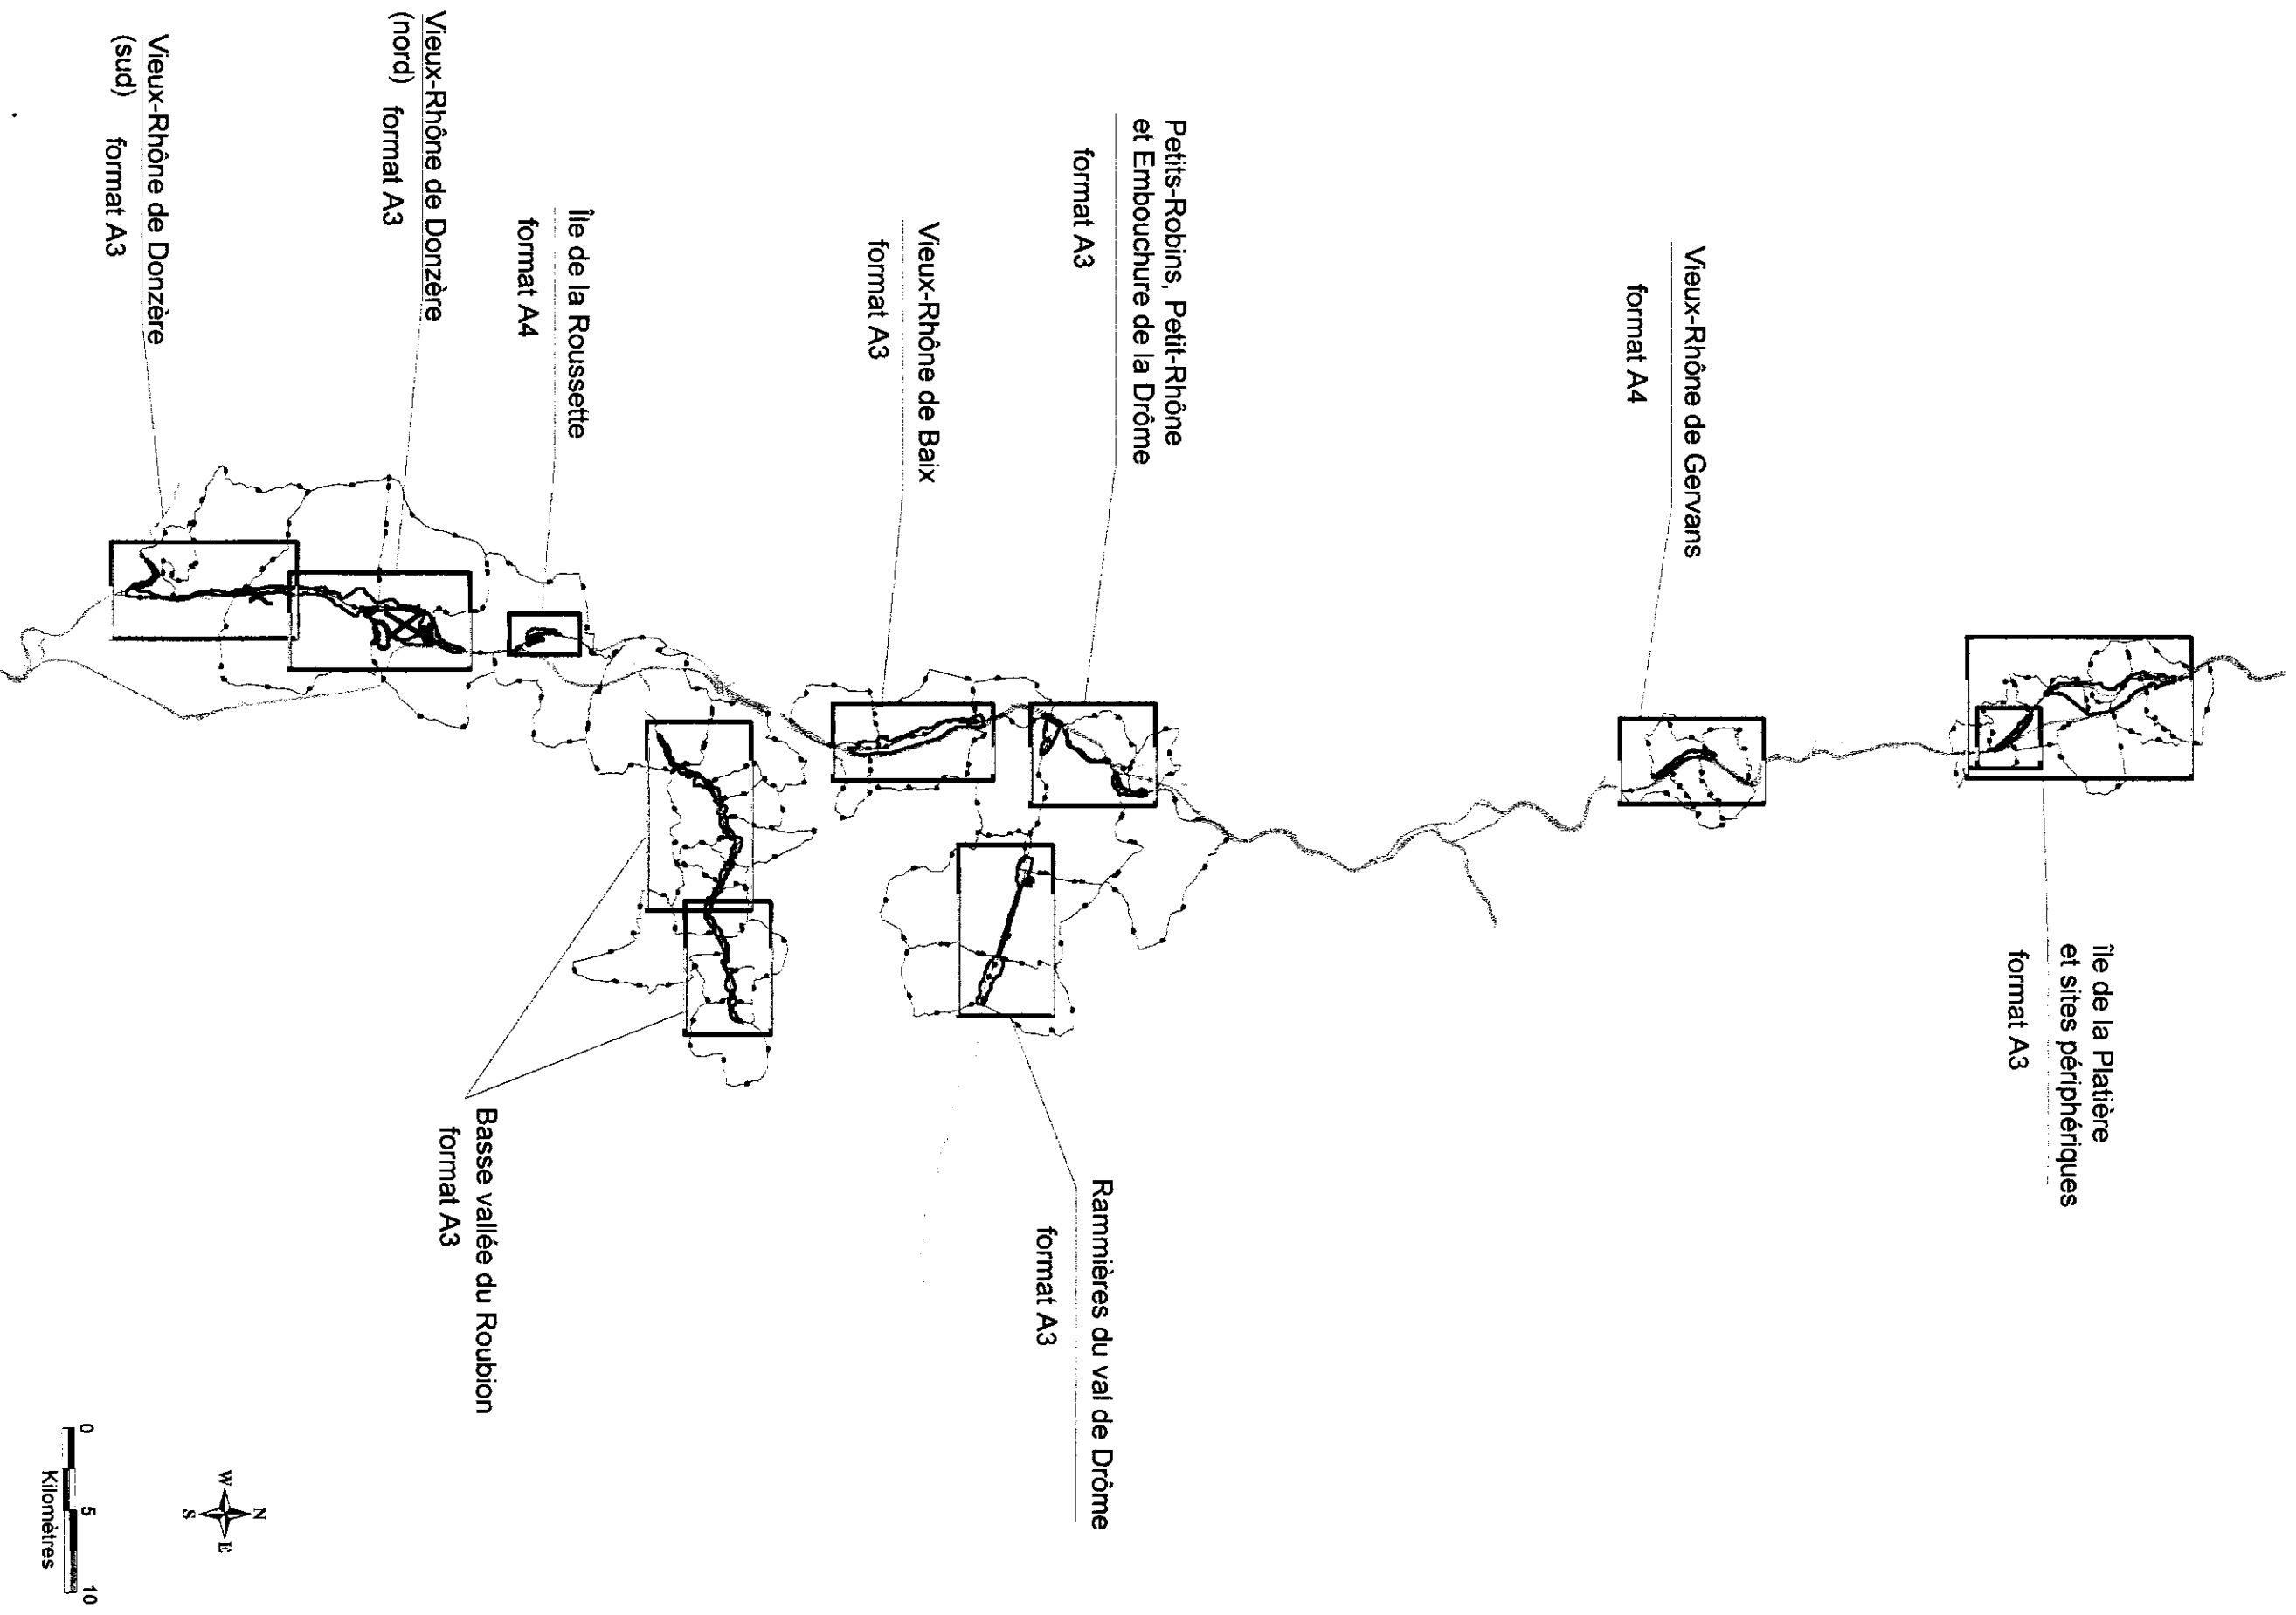 île de la Platière
et sites périphériques
format A3
Vieux-Rhône de Gervans
format A4
Petits-Robins, Petit-Rhône
et Embouchure de la Drôme
format A3
Rammières du val de Drôme
format A3
Vieux-Rhône de Baix
format A3
Île de la Roussette
format A4
Basse vallée du Roubion
format A3
Vieux-Rhône de Donzère
(nord) format A3
Vieux-Rhône de Donzère
(sud) format A3
N
W
E
S
0 5 10
Kilomètres